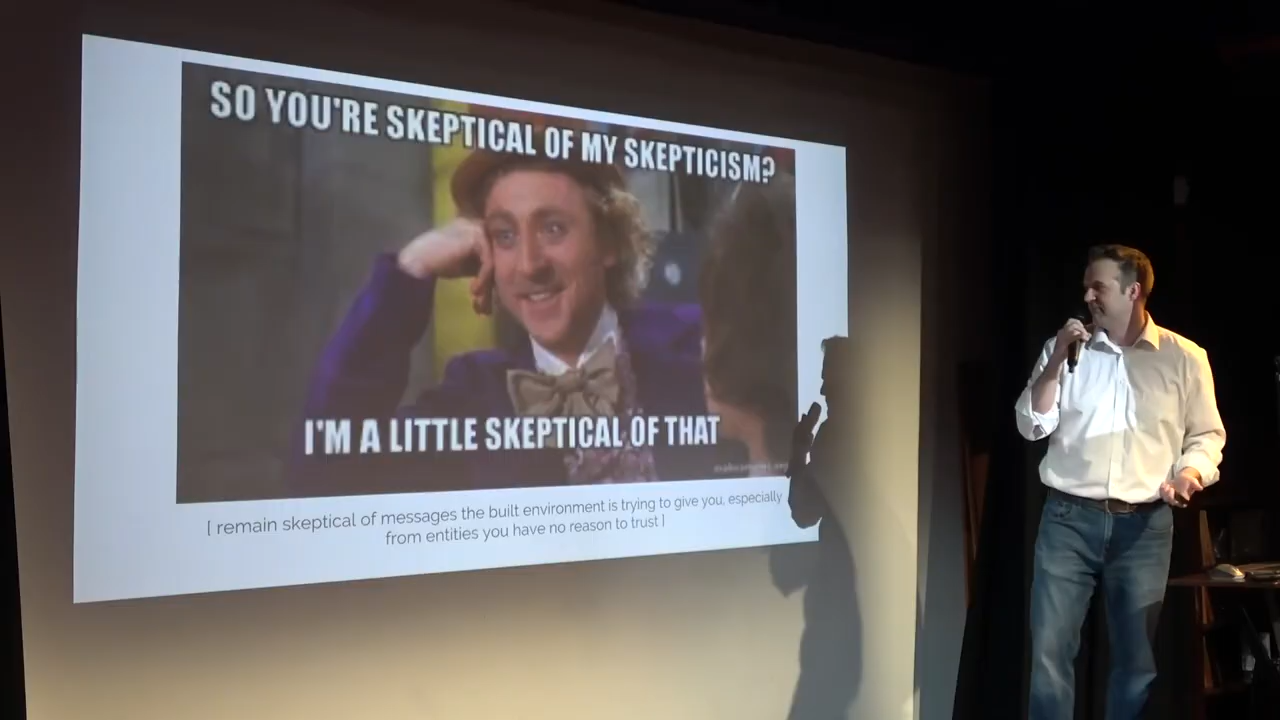 SO YOU'RE SKEPTICAL OF MY SKEPTICISM?
I'M A LITTLE SKEPTICAL OF THAT
[ remain skeptical of messages the built environment is trying to give you, especially
from entities you have no reason to trust ]